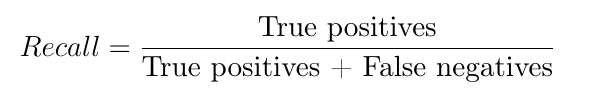 Recall = True positives / True positives + False negatives